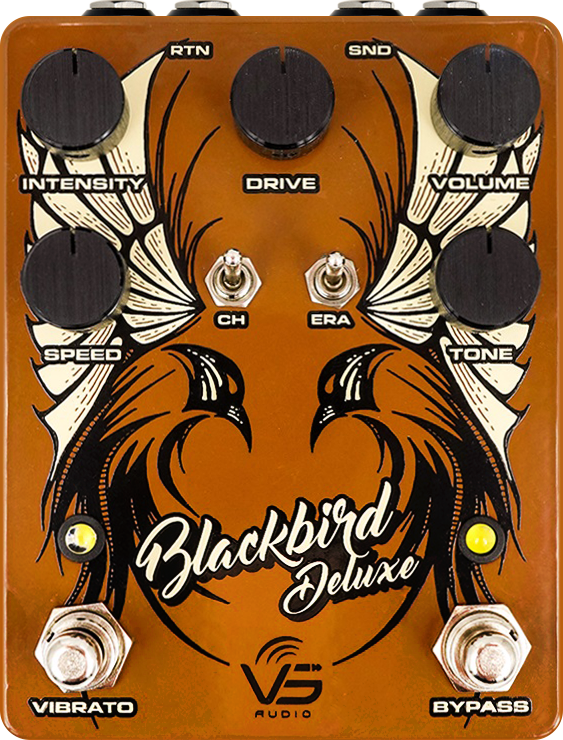 RTN SND
INTENSITY DRIVE VOLUME
CH ERA
SPEED TONE
Blackbird
Deluxe
VS
AUDIO
VIBRATO BYPASS